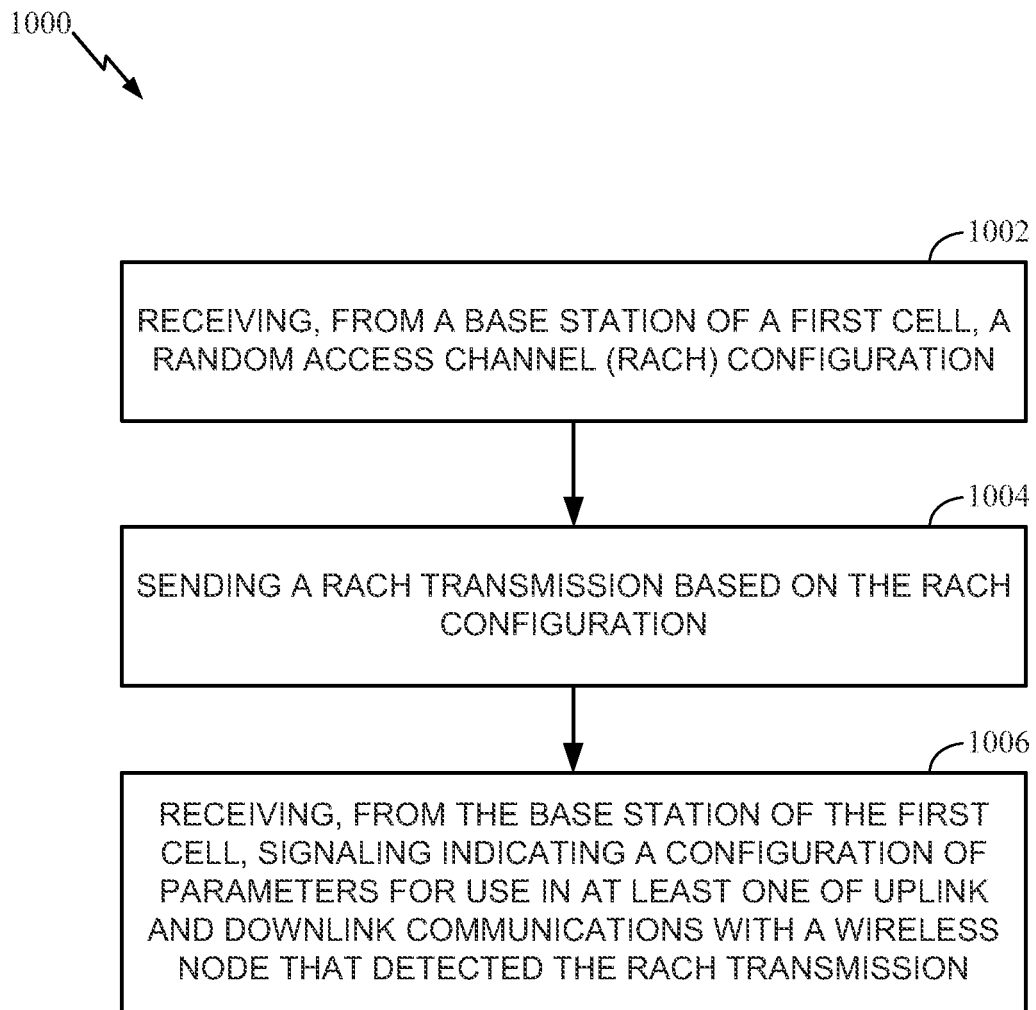 1000
1002
RECEIVING, FROM A BASE STATION OF A FIRST CELL, A
RANDOM ACCESS CHANNEL (RACH) CONFIGURATION
1004
SENDING A RACH TRANSMISSION BASED ON THE RACH
CONFIGURATION
1006
RECEIVING, FROM THE BASE STATION OF THE FIRST
CELL, SIGNALING INDICATING A CONFIGURATION OF
PARAMETERS FOR USE IN AT LEAST ONE OF UPLINK
AND DOWNLINK COMMUNICATIONS WITH A WIRELESS
NODE THAT DETECTED THE RACH TRANSMISSION